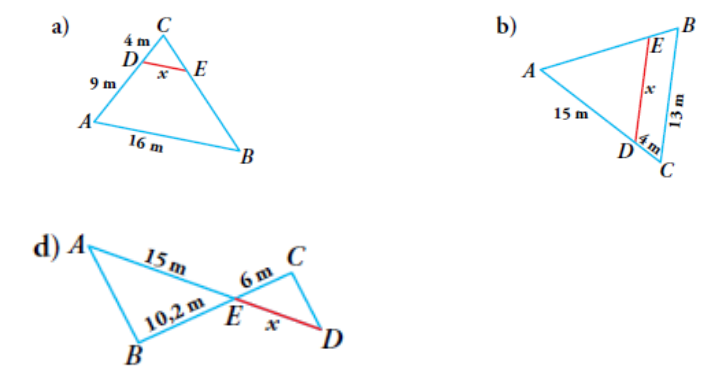 a) C
4 m
D x E
9 m
A
16 m
B
b) B
E
A
x
15 m
13 m
D 4 m
C
d) A
15 m
C
6 m
10,2 m
E x
D
B